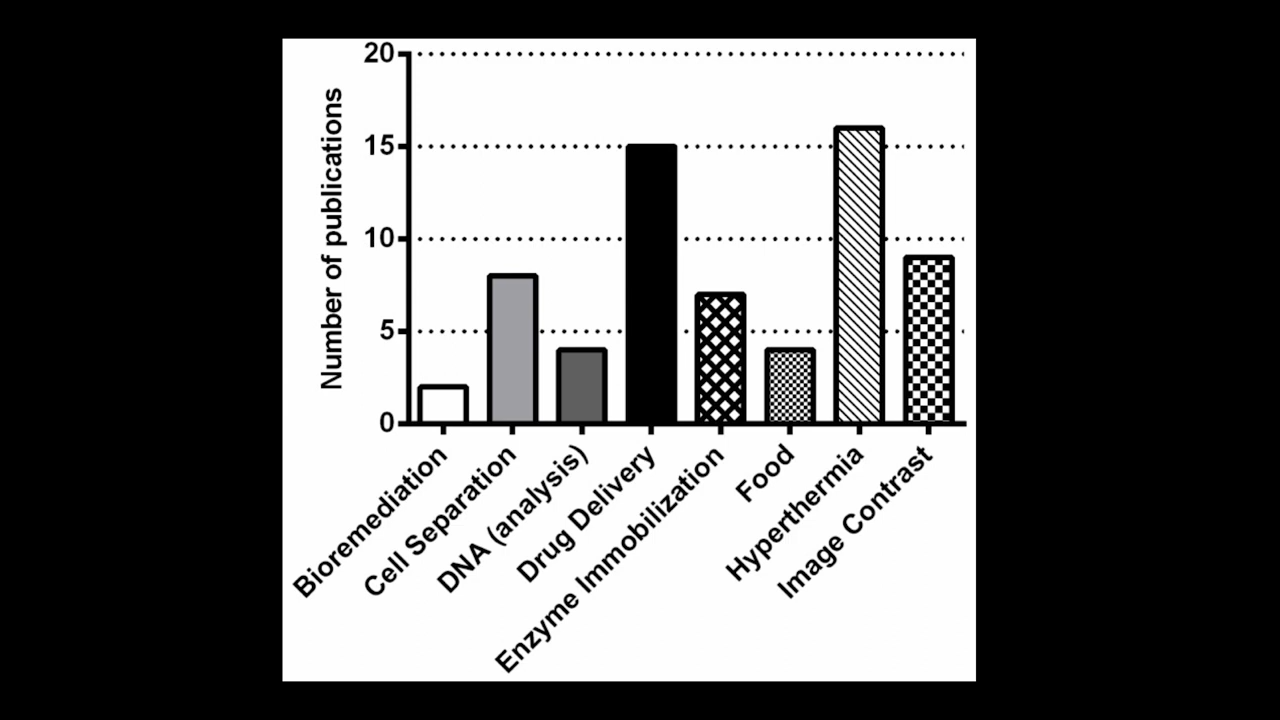 Number of publications
20
15
10
5
0
Bioremediation
Cell Separation
DNA (analysis)
Drug Delivery
Enzyme Immobilization
Food
Hyperthermia
Image Contrast